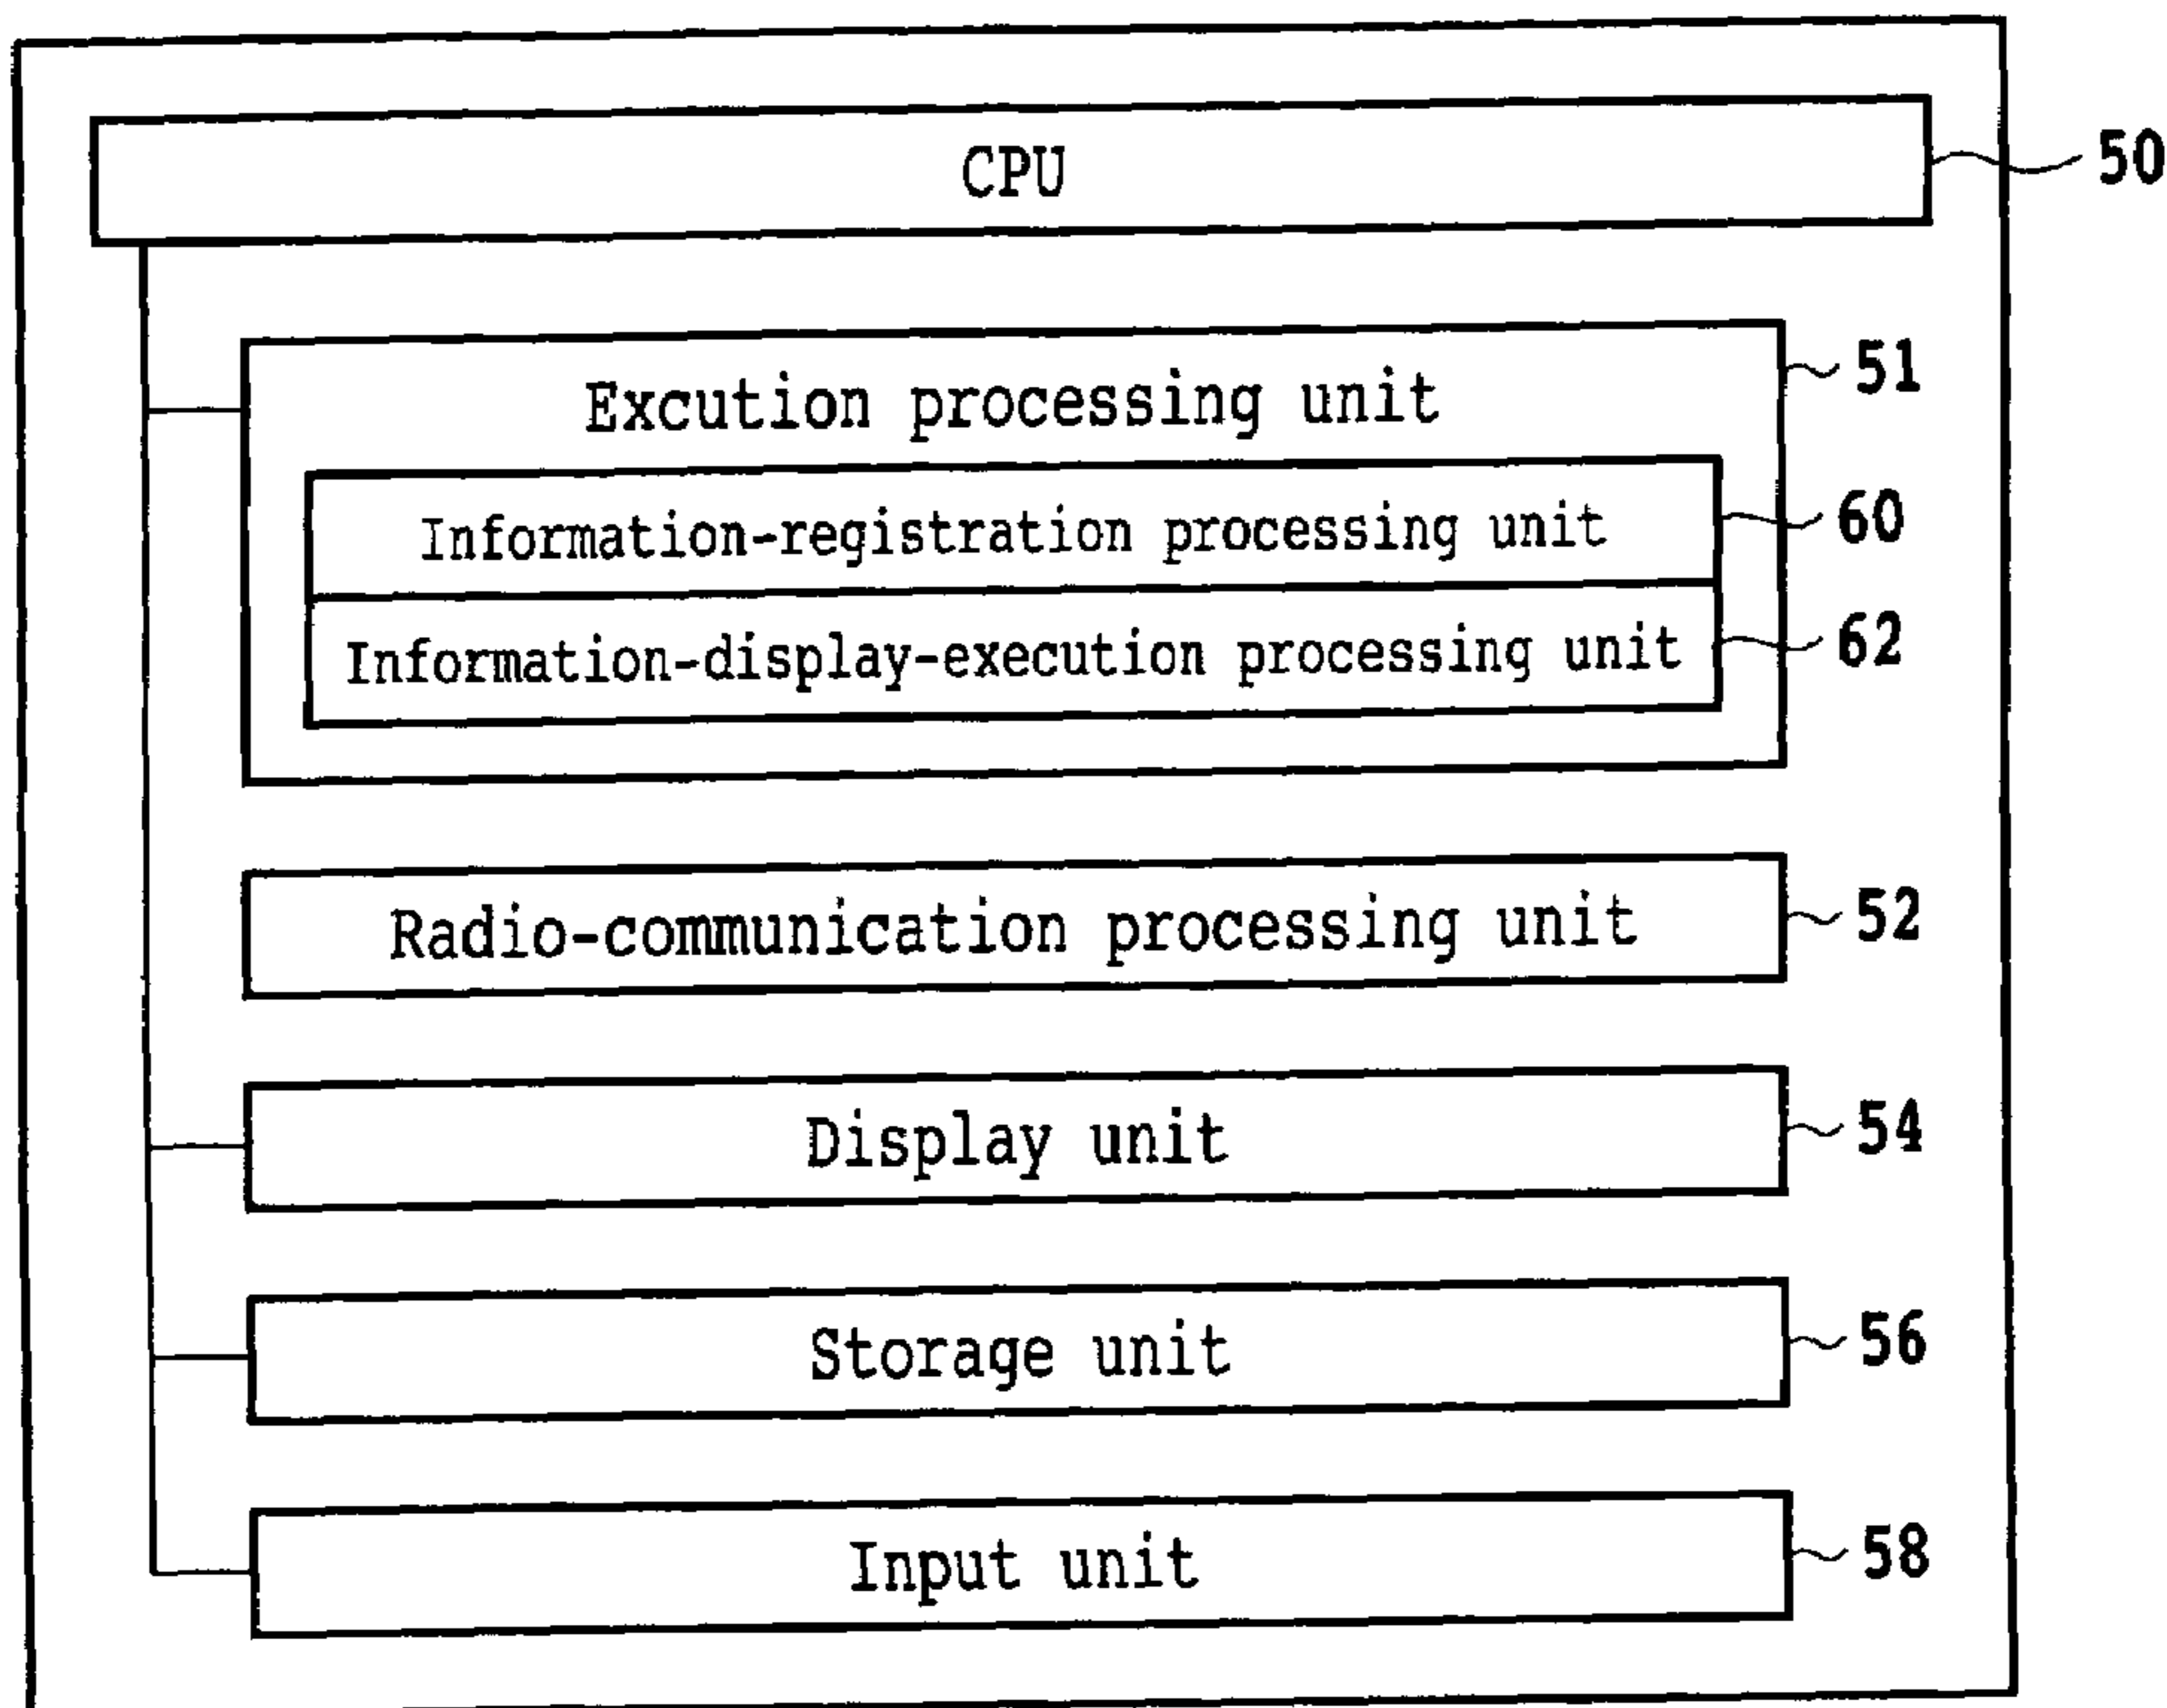 CPU 50
Excution processing unit 51
Information-registration processing unit 60
Information-display-execution processing unit 62
Radio-communication processing unit 52
Display unit 54
Storage unit 56
Input unit 58